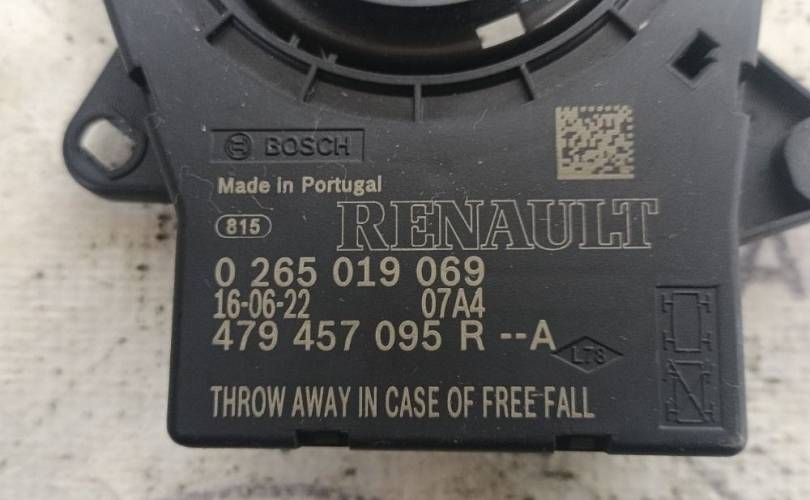 BOSCH
Made in Portugal
815 RENAULT
0 265 019 069
16-06-22 07A4
479 457 095 R --A
L78
THROW AWAY IN CASE OF FREE FALL